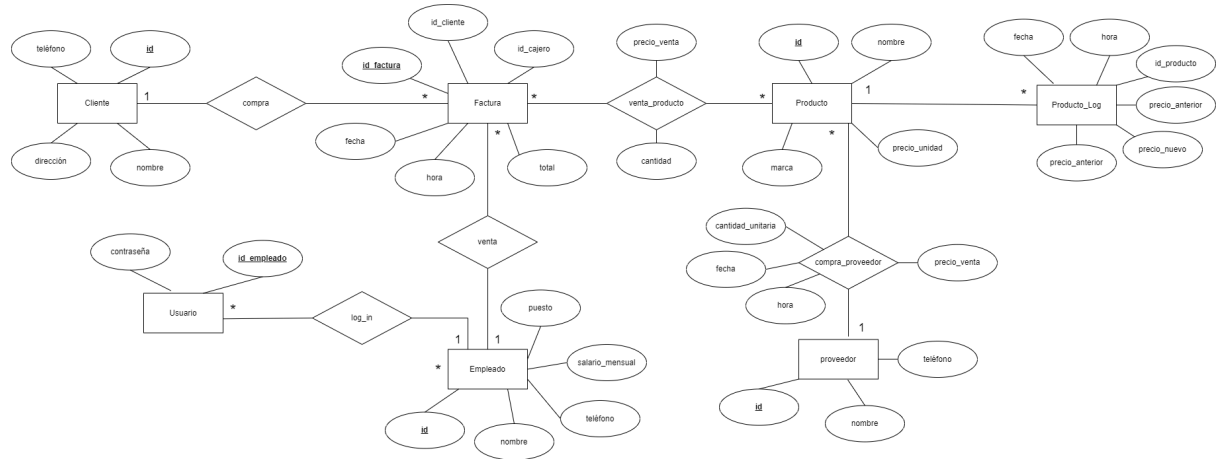 teléfono
id
Cliente
dirección
nombre
1
compra
*
id_cliente
id_cajero
id_factura
Factura
fecha
hora
total
*
*
precio_venta
venta_producto
cantidad
*
id
nombre
Producto
marca
precio_unidad
1
*
*
fecha
hora
id_producto
Producto_Log
precio_anterior
precio_nuevo
precio_anterior
venta
contraseña
id_empleado
Usuario
*
log_in
1
1
*
puesto
salario_mensual
Empleado
teléfono
id
nombre
cantidad_unitaria
fecha
compra_proveedor
precio_venta
hora
1
proveedor
teléfono
id
nombre